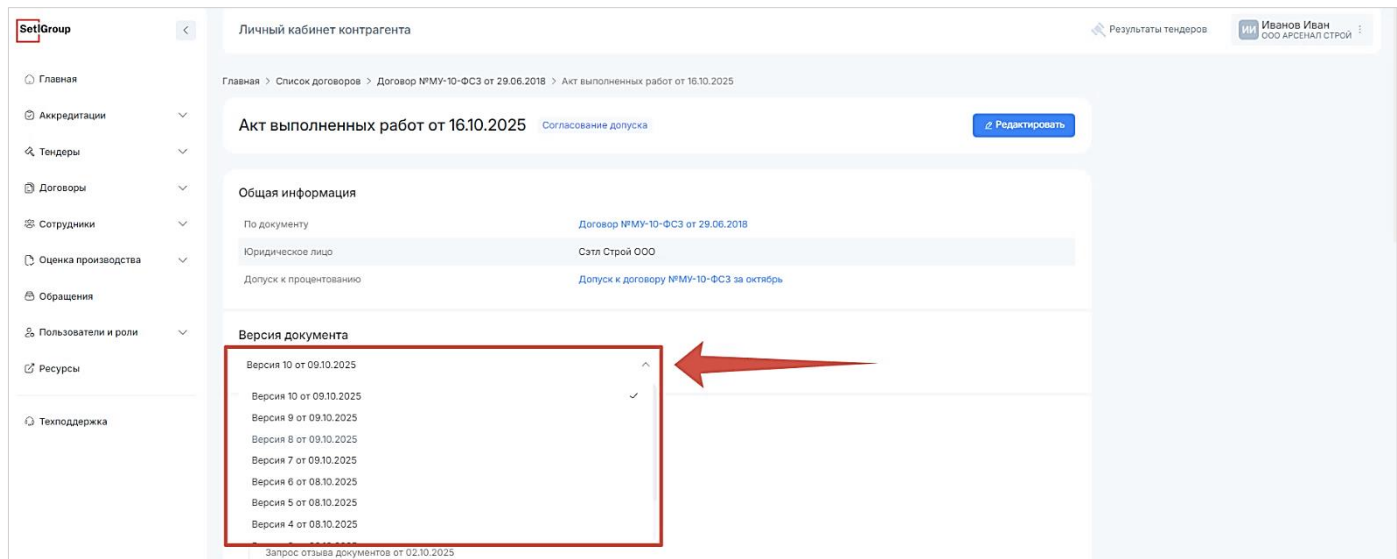 SetlGroup
Личный кабинет контрагента
Результаты тендеров
ИИ
Иванов Иван
ООО АРСЕНАЛ СТРОЙ
Главная
Аккредитации
Тендеры
Договоры
Сотрудники
Оценка производства
Обращения
Пользователи и роли
Ресурсы
Техподдержка
Главная > Список договоров > Договор №МУ-10-ФСЗ от 29.06.2018 > Акт выполненных работ от 16.10.2025
Акт выполненных работ от 16.10.2025 Согласование допуска
Редактировать
Общая информация
По документу Договор №МУ-10-ФСЗ от 29.06.2018
Юридическое лицо Сэтл Строй ООО
Допуск к процентованию Допуск к договору №МУ-10-ФСЗ за октябрь
Версия документа
Версия 10 от 09.10.2025
Версия 10 от 09.10.2025
Версия 9 от 09.10.2025
Версия 8 от 09.10.2025
Версия 7 от 09.10.2025
Версия 6 от 08.10.2025
Версия 5 от 08.10.2025
Версия 4 от 08.10.2025
Запрос отзыва документов от 02.10.2025